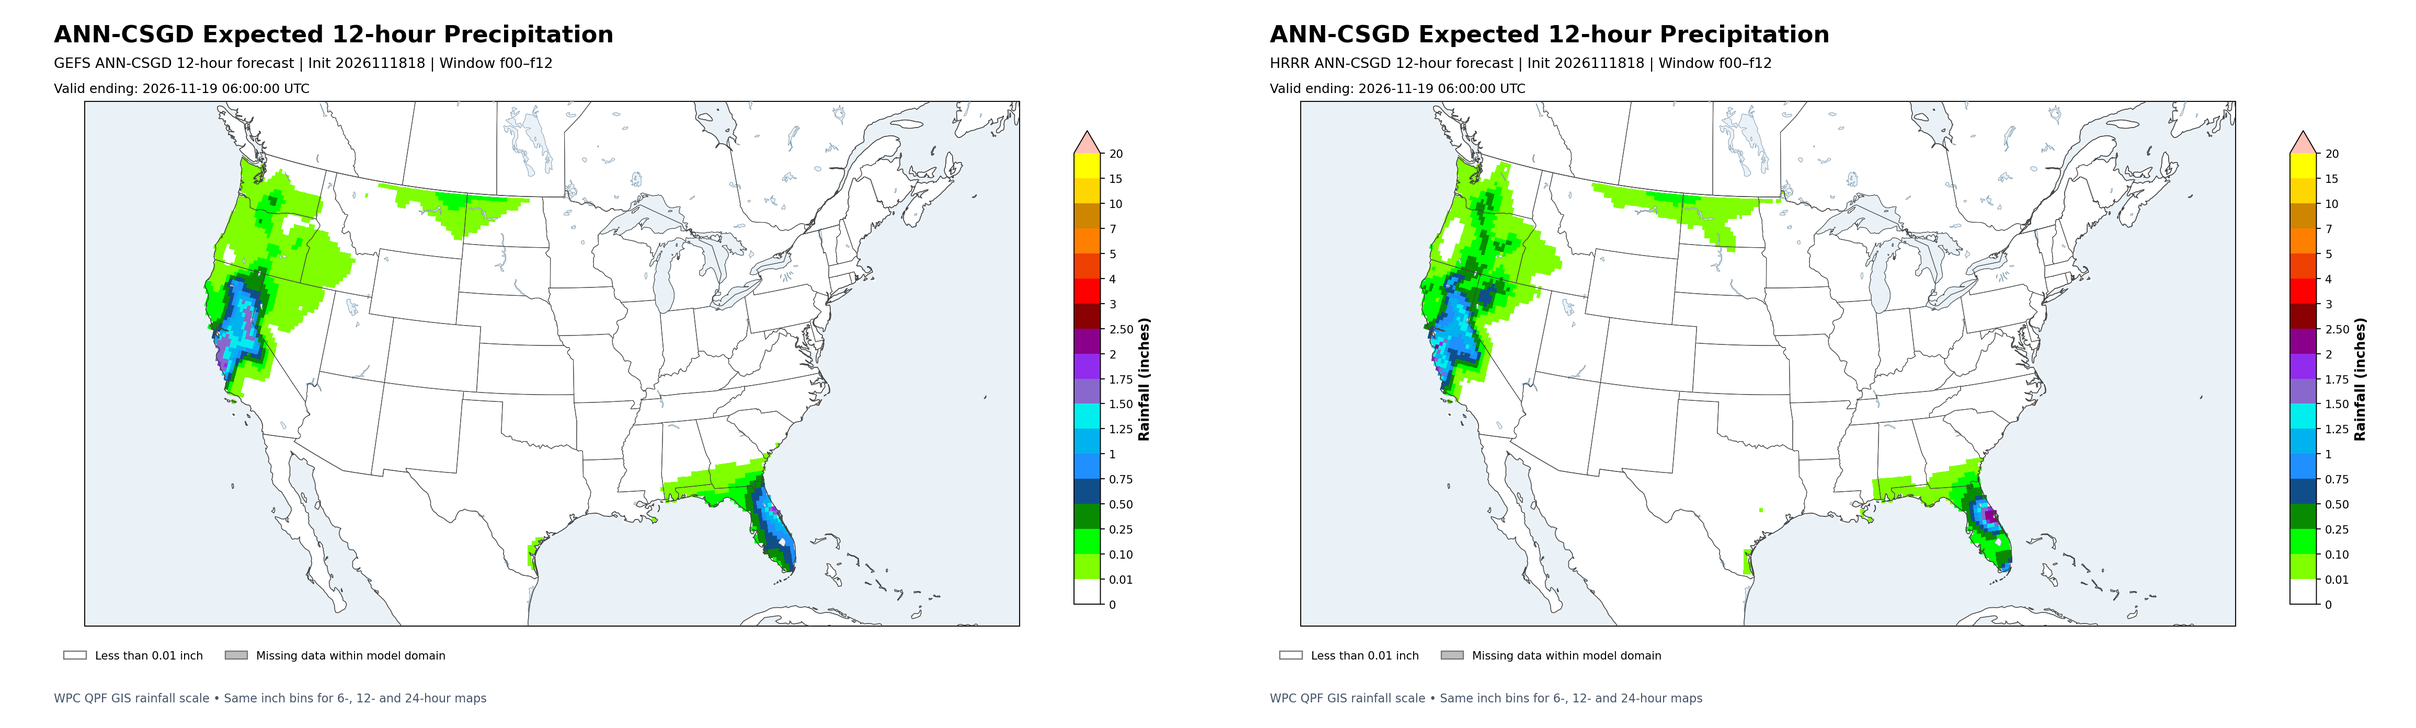 ANN-CSGD Expected 12-hour Precipitation
GEFS ANN-CSGD 12-hour forecast | Init 2026111818 | Window f00–f12
Valid ending: 2026-11-19 06:00:00 UTC
20
15
10
7
5
4
3
2.50
2
1.75
1.50
1.25
1
0.75
0.50
0.25
0.10
0.01
0
Rainfall (inches)
Less than 0.01 inch
Missing data within model domain
WPC QPF GIS rainfall scale • Same inch bins for 6-, 12- and 24-hour maps
ANN-CSGD Expected 12-hour Precipitation
HRRR ANN-CSGD 12-hour forecast | Init 2026111818 | Window f00–f12
Valid ending: 2026-11-19 06:00:00 UTC
20
15
10
7
5
4
3
2.50
2
1.75
1.50
1.25
1
0.75
0.50
0.25
0.10
0.01
0
Rainfall (inches)
Less than 0.01 inch
Missing data within model domain
WPC QPF GIS rainfall scale • Same inch bins for 6-, 12- and 24-hour maps